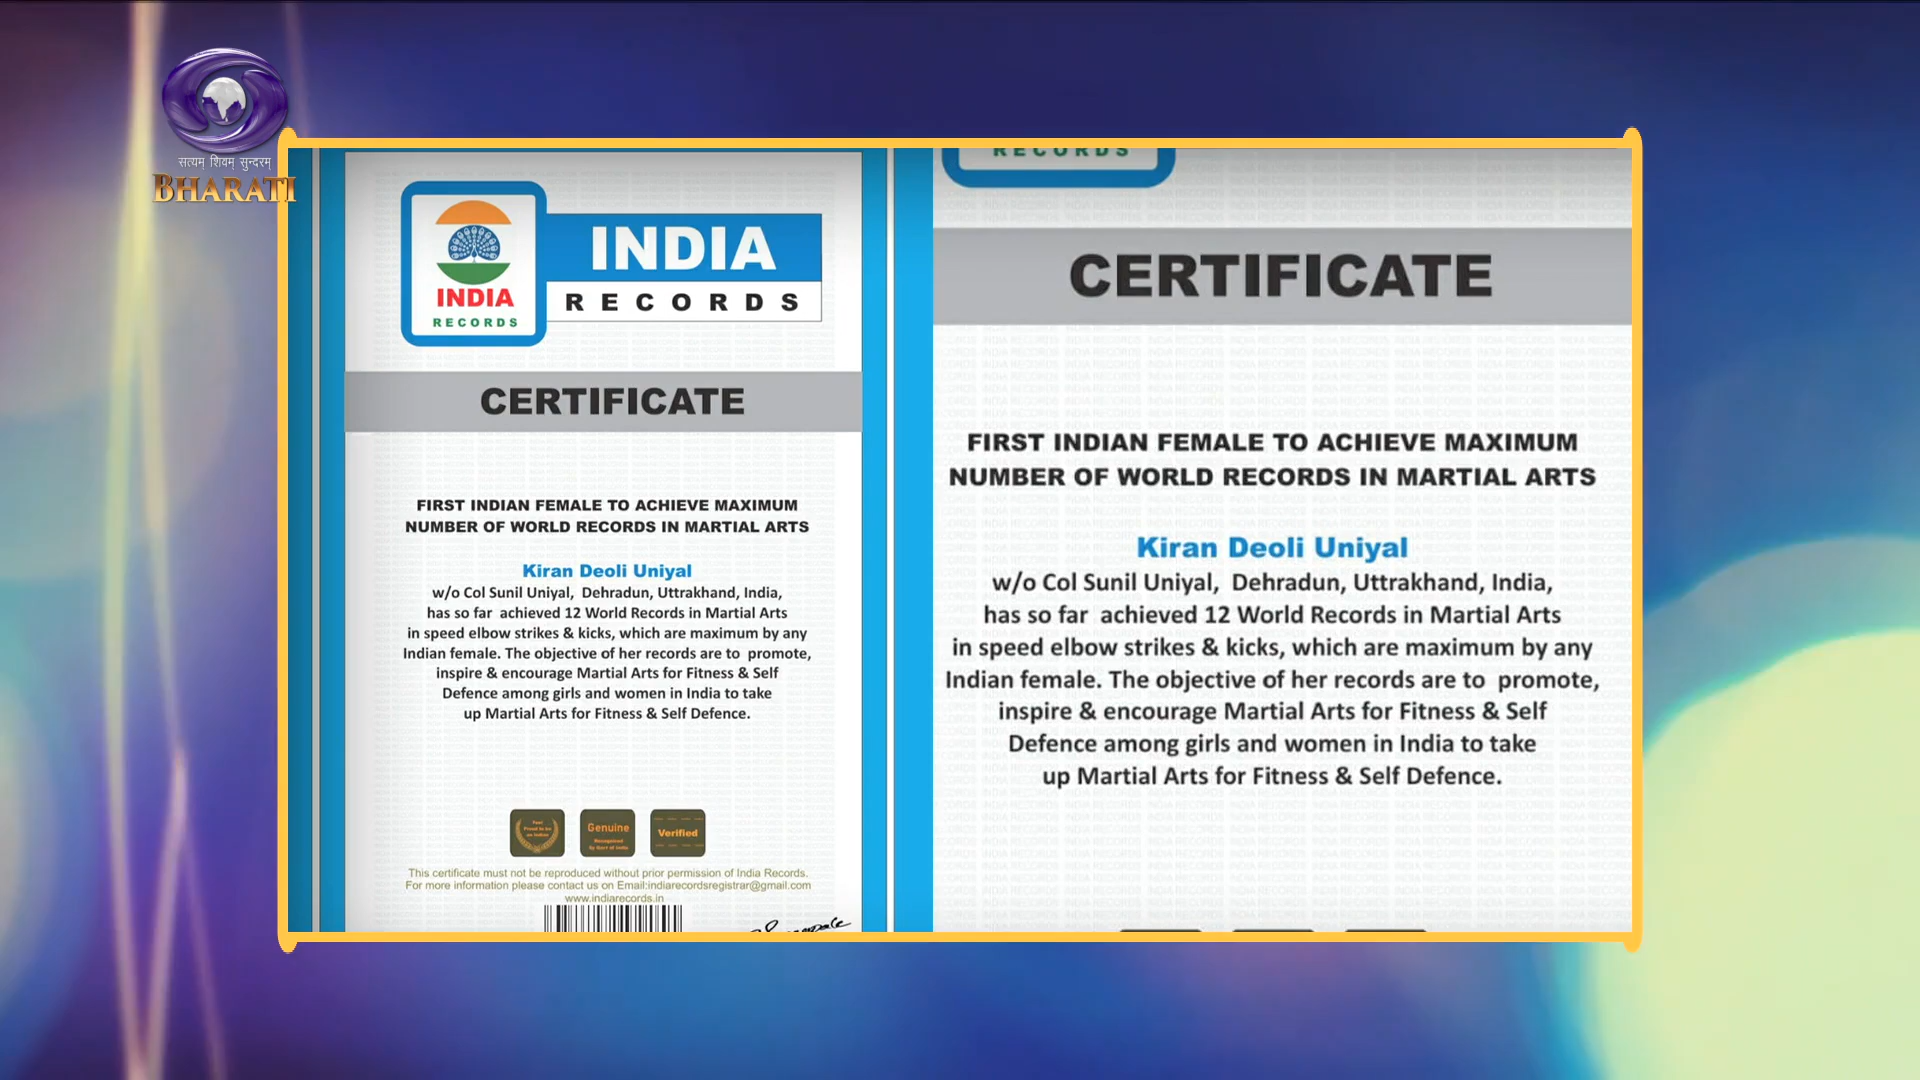 सत्यम् शिवम् सुन्दरम्
BHARATI
INDIA
RECORDS
INDIA
RECORDS
CERTIFICATE
FIRST INDIAN FEMALE TO ACHIEVE MAXIMUM
NUMBER OF WORLD RECORDS IN MARTIAL ARTS
Kiran Deoli Uniyal
w/o Col Sunil Uniyal, Dehradun, Uttrakhand, India,
has so far achieved 12 World Records in Martial Arts
in speed elbow strikes & kicks, which are maximum by any
Indian female. The objective of her records are to promote,
inspire & encourage Martial Arts for Fitness & Self
Defence among girls and women in India to take
up Martial Arts for Fitness & Self Defence.
Genuine
Recognised
by Govt of India
Verified
This certificate must not be reproduced without prior permission of India Records.
For more information please contact us on Email:indiarecordsregistrar@gmail.com
www.indiarecords.in
RECORDS
CERTIFICATE
FIRST INDIAN FEMALE TO ACHIEVE MAXIMUM
NUMBER OF WORLD RECORDS IN MARTIAL ARTS
Kiran Deoli Uniyal
w/o Col Sunil Uniyal, Dehradun, Uttrakhand, India,
has so far achieved 12 World Records in Martial Arts
in speed elbow strikes & kicks, which are maximum by any
Indian female. The objective of her records are to promote,
inspire & encourage Martial Arts for Fitness & Self
Defence among girls and women in India to take
up Martial Arts for Fitness & Self Defence.